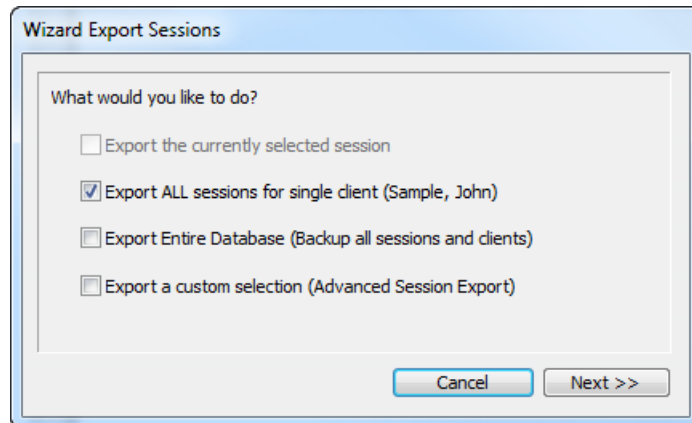 Wizard Export Sessions
What would you like to do?
Export the currently selected session
Export ALL sessions for single client (Sample, John)
Export Entire Database (Backup all sessions and clients)
Export a custom selection (Advanced Session Export)
Cancel
Next >>